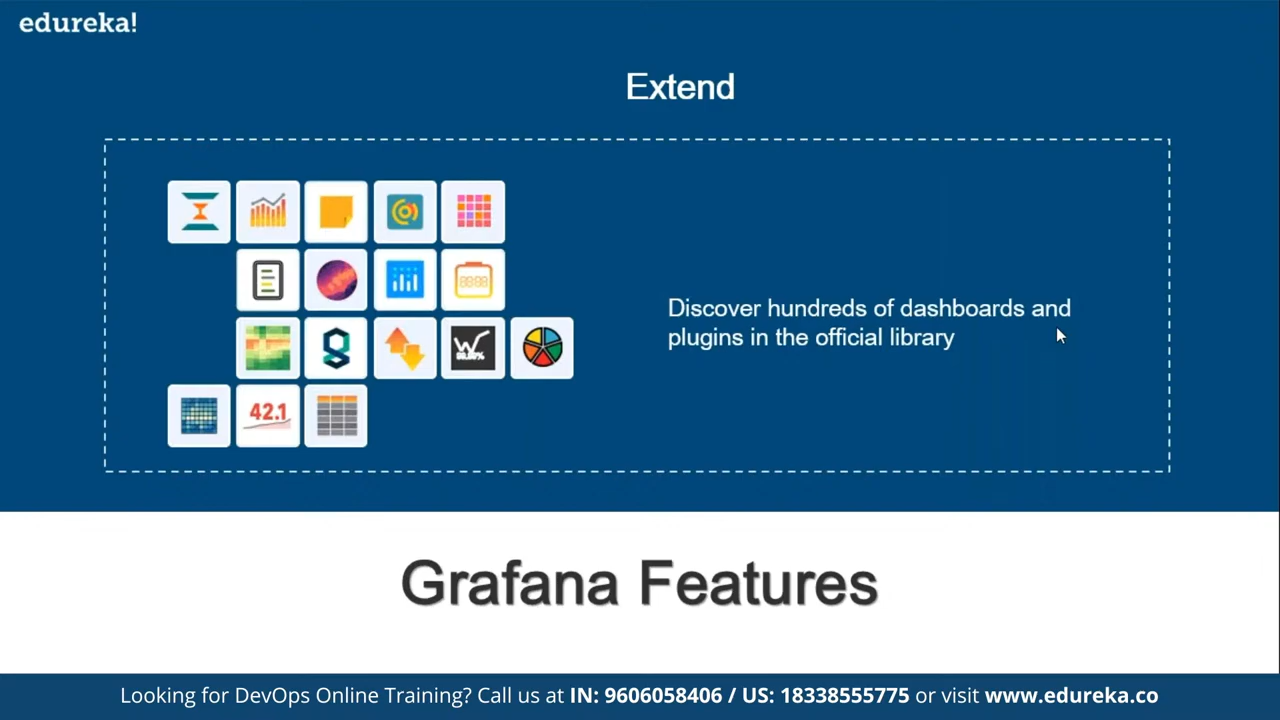 edureka!
Extend
Discover hundreds of dashboards and
plugins in the official library
42.1
Grafana Features
Looking for DevOps Online Training? Call us at IN: 9606058406 / US: 18338555775 or visit www.edureka.co